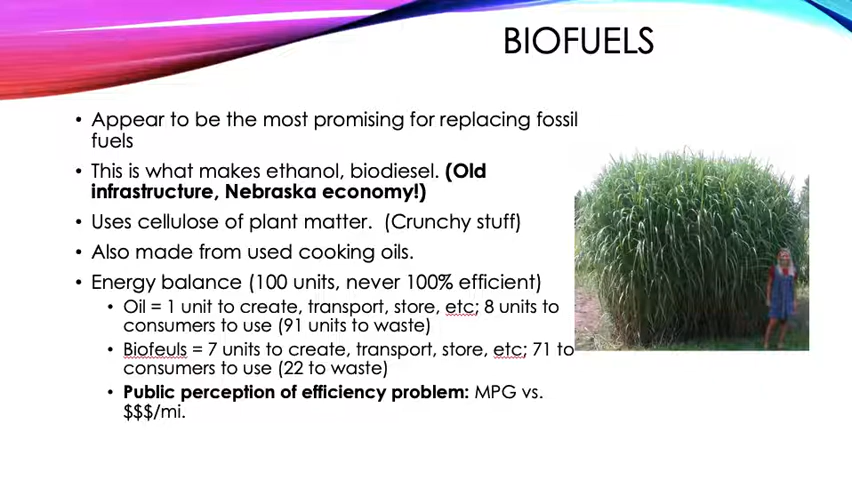 BIOFUELS
• Appear to be the most promising for replacing fossil
fuels
• This is what makes ethanol, biodiesel. (Old
infrastructure, Nebraska economy!)
• Uses cellulose of plant matter.  (Crunchy stuff)
• Also made from used cooking oils.
• Energy balance (100 units, never 100% efficient)
• Oil = 1 unit to create, transport, store, etc; 8 units to
consumers to use (91 units to waste)
• Biofeuls = 7 units to create, transport, store, etc; 71 to
consumers to use (22 to waste)
• Public perception of efficiency problem: MPG vs.
$$$/mi.